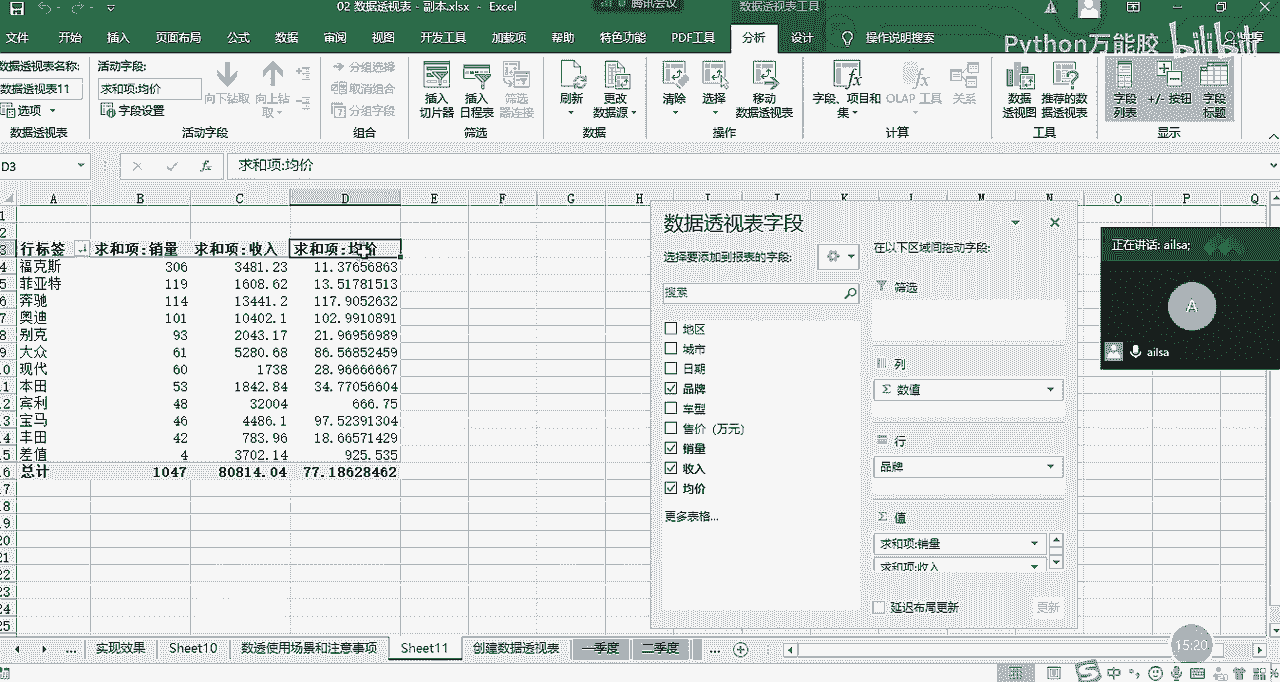 02 数据透视表 - 副本.xlsx - Excel
腾讯会议
数据透视表工具
文件 开始 插入 页面布局 公式 数据 审阅 视图 开发工具 加载项 帮助 特色功能 PDF工具 分析 设计 操作说明搜索
Python万能胶 bilibili
数据透视表名称:
数据透视表11
选项
数据透视表
活动字段:
求和项:均价
字段设置
向下钻取 向上钻取
活动字段
分组选择
取消组合
分组字段
组合
插入切片器
插入日程表
筛选器连接
筛选
刷新
更改数据源
数据
清除
选择
移动数据透视表
操作
字段、项目和集
OLAP 工具
关系
计算
数据透视图
推荐的数据透视表
工具
字段列表
+/- 按钮
字段标题
显示
D3
fx
求和项:均价
A B C D E F G H I J K L M N O P Q
行标签 求和项:销量 求和项:收入 求和项:均价
福克斯 306 3481.23 11.37656863
菲亚特 119 1608.62 13.51781513
奔驰 114 13441.2 117.9052632
奥迪 101 10402.1 102.9910891
别克 93 2043.17 21.96956989
大众 61 5280.68 86.56852459
现代 60 1738 28.96666667
本田 53 1842.84 34.77056604
宾利 48 32004 666.75
宝马 46 4486.1 97.52391304
丰田 42 783.96 18.66571429
差值 4 3702.14 925.535
总计 1047 80814.04 77.18628462
数据透视表字段
选择要添加到报表的字段:
搜索
地区
城市
日期
品牌
车型
售价（万元）
销量
收入
均价
更多表格...
在以下区间拖动字段:
筛选
列
Σ 数值
行
品牌
Σ 值
求和项:销量
求和项:收入
延迟布局更新
更新
正在讲话: ailsa;
A
ailsa
实现效果 Sheet10 数透使用场景和注意事项 Sheet11 创建数据透视表 一季度 二季度 ...
15:20
中